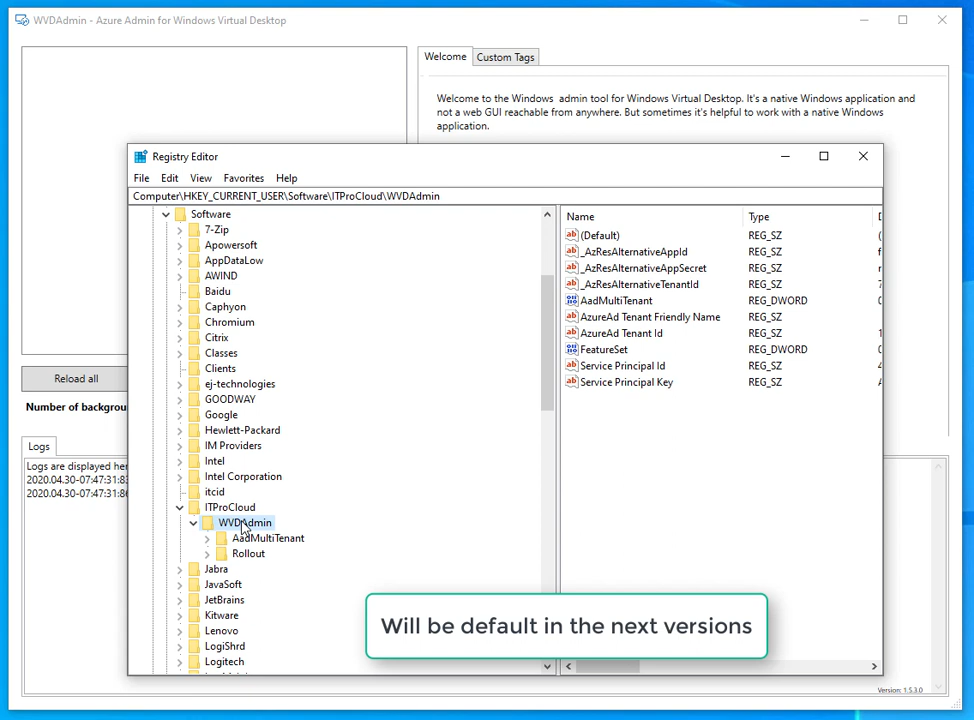 WVDAdmin - Azure Admin for Windows Virtual Desktop
Welcome
Custom Tags
Welcome to the Windows admin tool for Windows Virtual Desktop. It's a native Windows application and
not a web GUI reachable from anywhere. But sometimes it's helpful to work with a native Windows
application.
Registry Editor
File Edit View Favorites Help
Computer\HKEY_CURRENT_USER\Software\ITProCloud\WVDAdmin
Software
7-Zip
Apowersoft
AppDataLow
AWIND
Baidu
Caphyon
Chromium
Citrix
Classes
Clients
ej-technologies
GOODWAY
Google
Hewlett-Packard
IM Providers
Intel
Intel Corporation
itcid
ITProCloud
WVDAdmin
AadMultiTenant
Rollout
Jabra
JavaSoft
JetBrains
Kitware
Lenovo
LogiShrd
Logitech
Name Type
(Default) REG_SZ
_AzResAlternativeAppId REG_SZ
_AzResAlternativeAppSecret REG_SZ
_AzResAlternativeTenantId REG_SZ
AadMultiTenant REG_DWORD
AzureAd Tenant Friendly Name REG_SZ
AzureAd Tenant Id REG_SZ
FeatureSet REG_DWORD
Service Principal Id REG_SZ
Service Principal Key REG_SZ
Reload all
Number of backgrou
Logs
Logs are displayed her
2020.04.30-07:47:31:83
2020.04.30-07:47:31:86
Will be default in the next versions
Version: 1.5.3.0